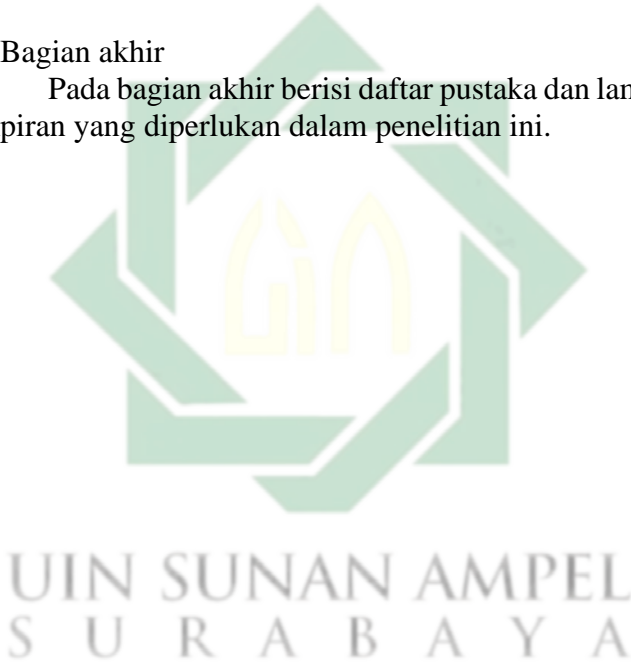 Bagian akhir
Pada bagian akhir berisi daftar pustaka dan lam
piran yang diperlukan dalam penelitian ini.
UIN SUNAN AMPEL
S U R A B A Y A